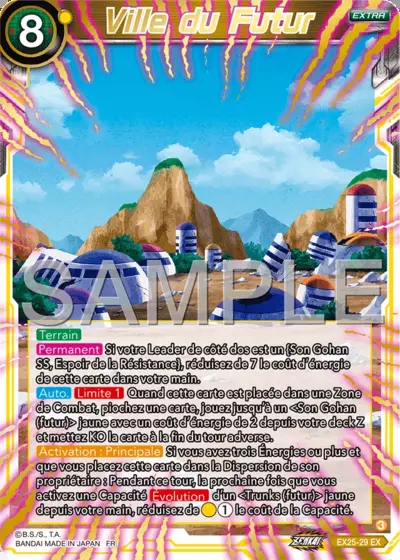 8
Ville du Futur
EXTRA
SAMPLE
Terrain
Permanent Si votre Leader de côté dos est un {Son Gohan
SS, Espoir de la Résistance}, réduisez de 7 le coût d'énergie
de cette carte dans votre main.
Auto. Limite 1 Quand cette carte est placée dans une Zone
de Combat, piochez une carte, jouez jusqu'à un <Son Gohan
(futur)> jaune avec un coût d'énergie de 2 depuis votre deck Z
et mettez KO la carte à la fin du tour adverse.
Activation : Principale Si vous avez trois Énergies ou plus et
que vous placez cette carte dans la Dispersion de son
propriétaire : Pendant ce tour, la prochaine fois que vous
activez une Capacité Évolution d'un <Trunks (futur)> jaune
depuis votre main, réduisez de 1 le coût de la Capacité.
3
©B.S./S., T.A.
BANDAI MADE IN JAPAN FR
ZENKAI
EX25-29 EX